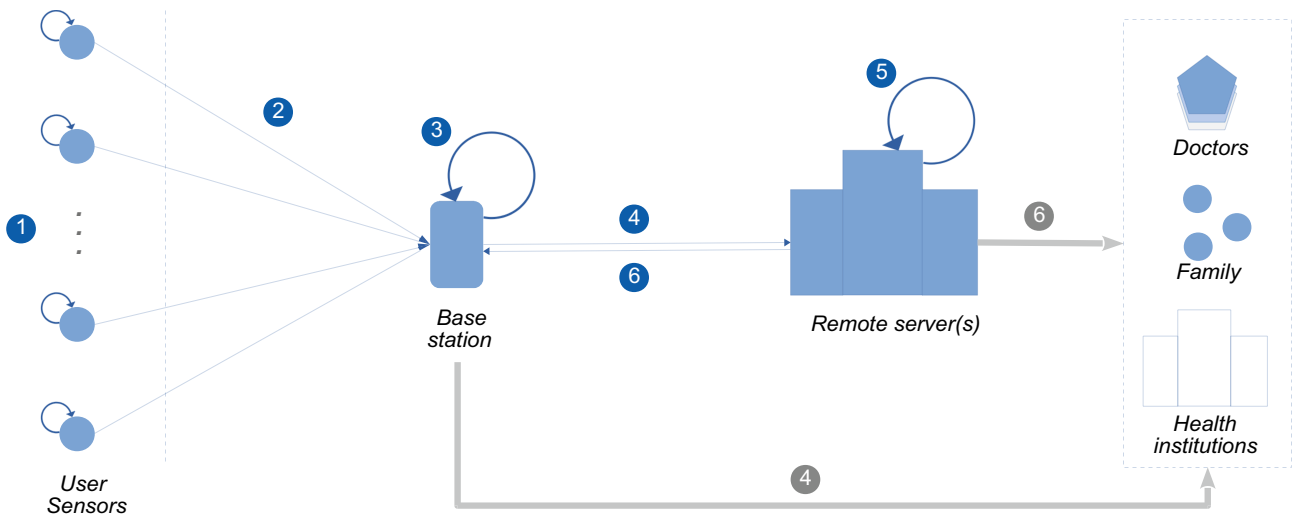 5
2
3
Doctors
1
4
6
6
Family
Base
station
Remote server(s)
Health
institutions
4
User
Sensors